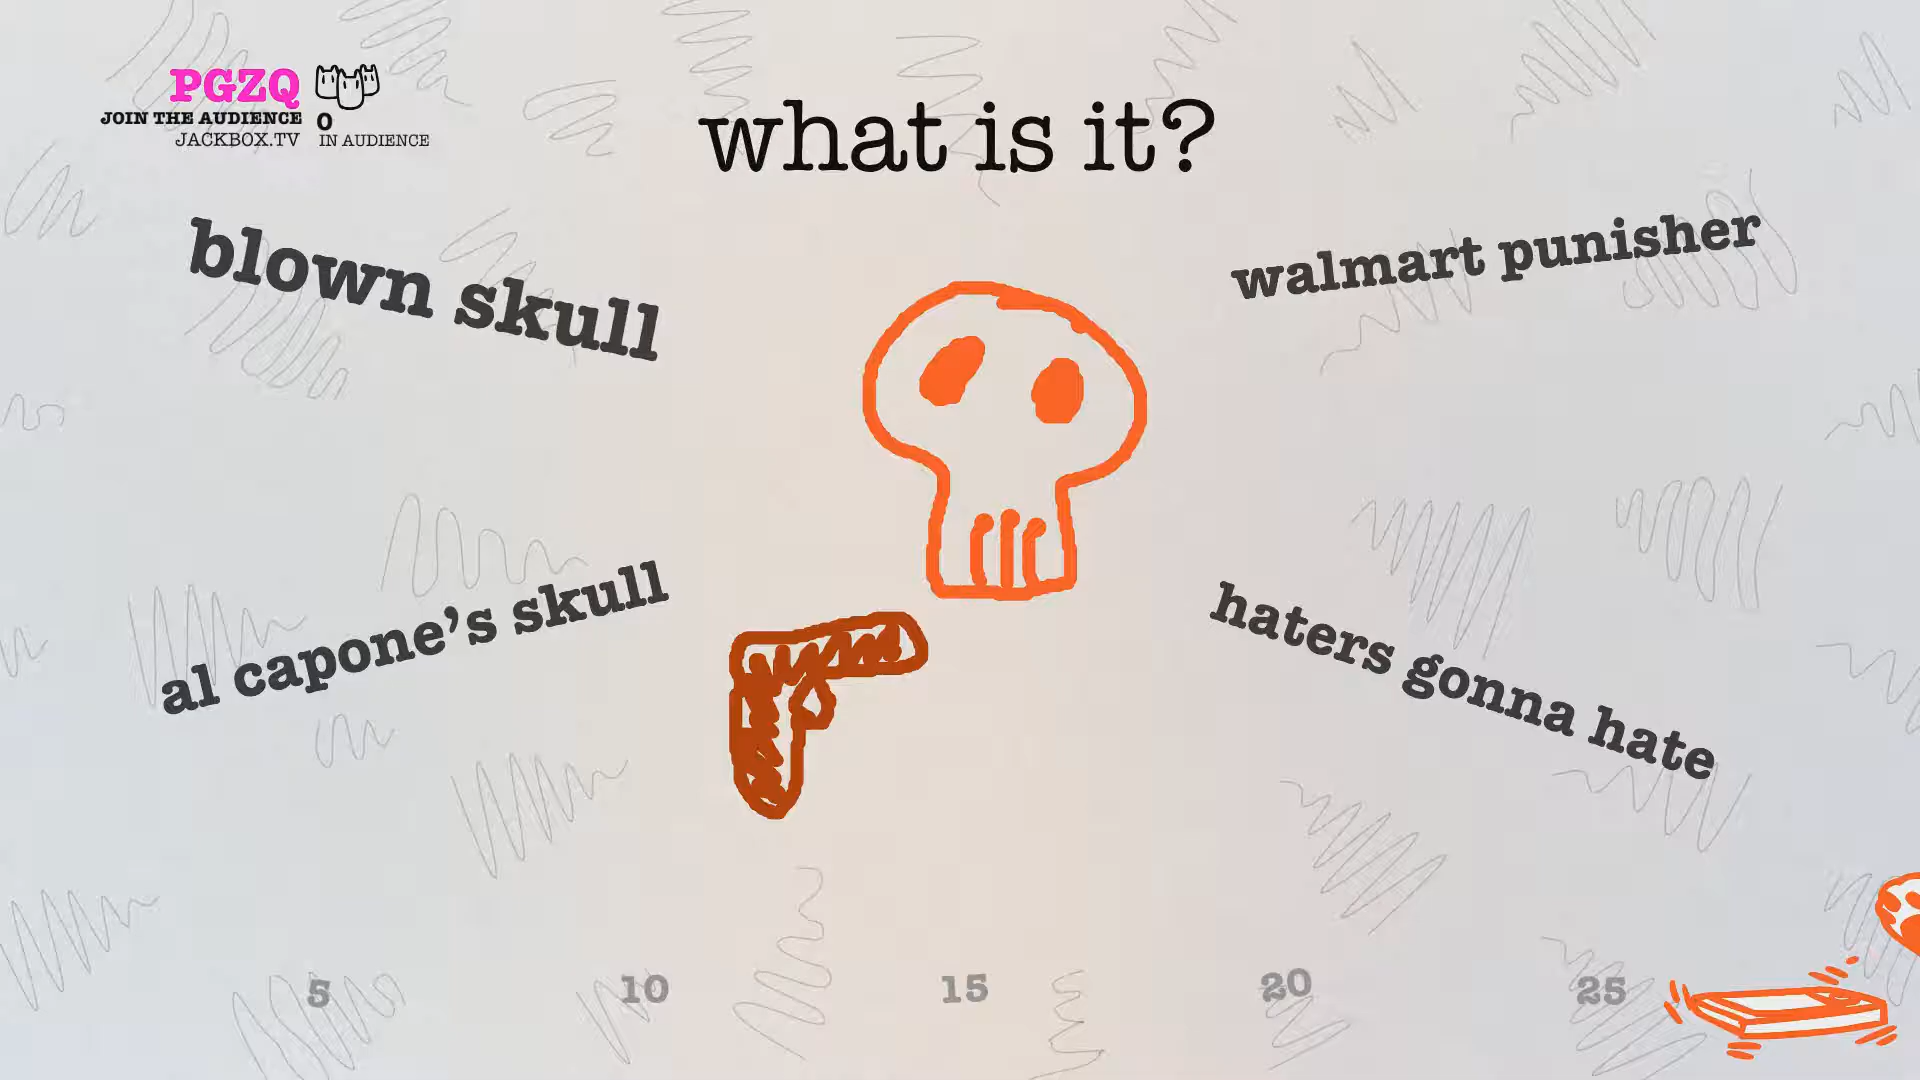 PGZQ
JOIN THE AUDIENCE
JACKBOX.TV
0
IN AUDIENCE
what is it?
blown skull
walmart punisher
al capone's skull
haters gonna hate
5
10
15
20
25